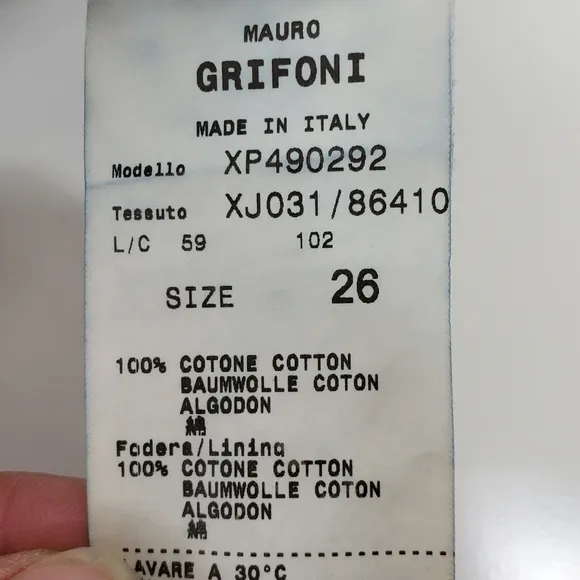 MAURO
GRIFONI
MADE IN ITALY
Modello XP490292
Tessuto XJ031/86410
L/C 59 102
SIZE 26
100% COTONE COTTON
BAUMWOLLE COTON
ALGODON
綿
Fodera/Lining
100% COTONE COTTON
BAUMWOLLE COTON
ALGODON
綿
LAVARE A 30°C